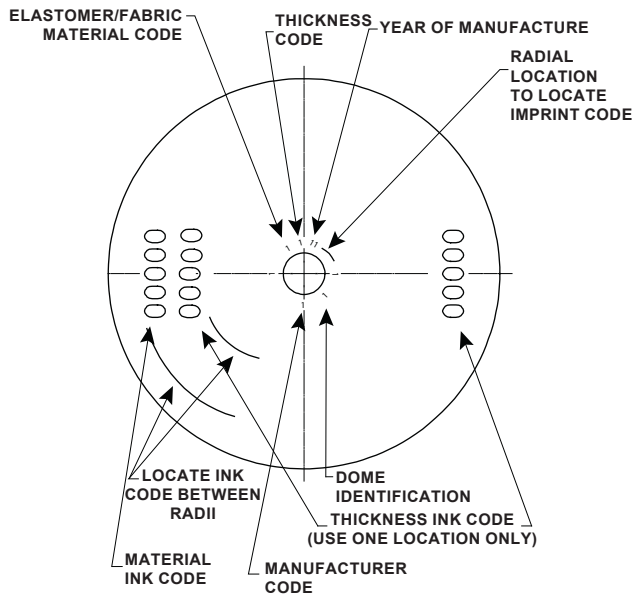 ELASTOMER/FABRIC
MATERIAL CODE
THICKNESS
CODE
YEAR OF MANUFACTURE
RADIAL
LOCATION
TO LOCATE
IMPRINT CODE
LOCATE INK
CODE BETWEEN
RADII
DOME
IDENTIFICATION
THICKNESS INK CODE
(USE ONE LOCATION ONLY)
MATERIAL
INK CODE
MANUFACTURER
CODE